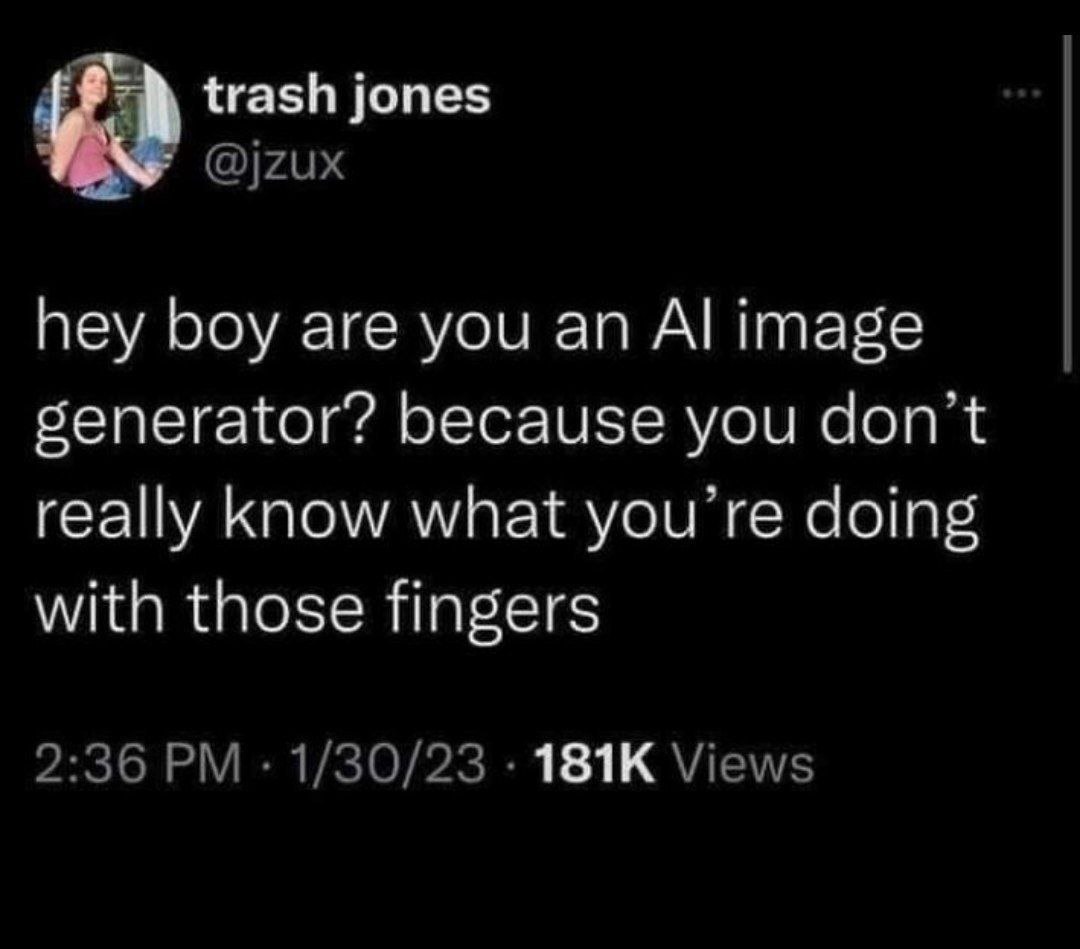 trash jones
@jzux
hey boy are you an AI image
generator? because you don’t
really know what you’re doing
with those fingers
2:36 PM · 1/30/23 · 181K Views